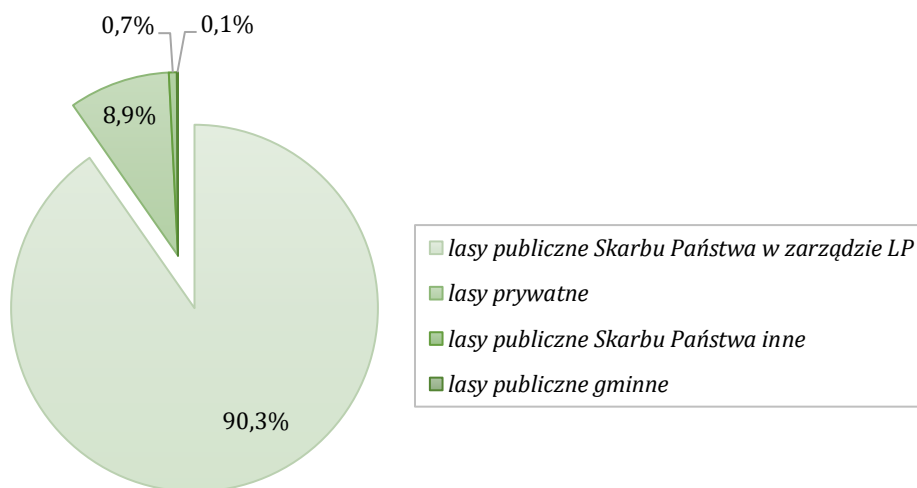 0,7%
0,1%
8,9%
90,3%
lasy publiczne Skarbu Państwa w zarządzie LP
lasy prywatne
lasy publiczne Skarbu Państwa inne
lasy publiczne gminne